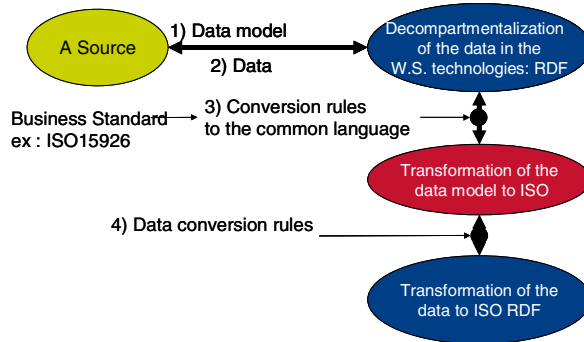 A Source
1) Data model
2) Data
Decompartmentalization
of the data in the
W.S. technologies: RDF
Business Standard
ex : ISO15926
3) Conversion rules
to the common language
Transformation of the
data model to ISO
4) Data conversion rules
Transformation of the
data to ISO RDF